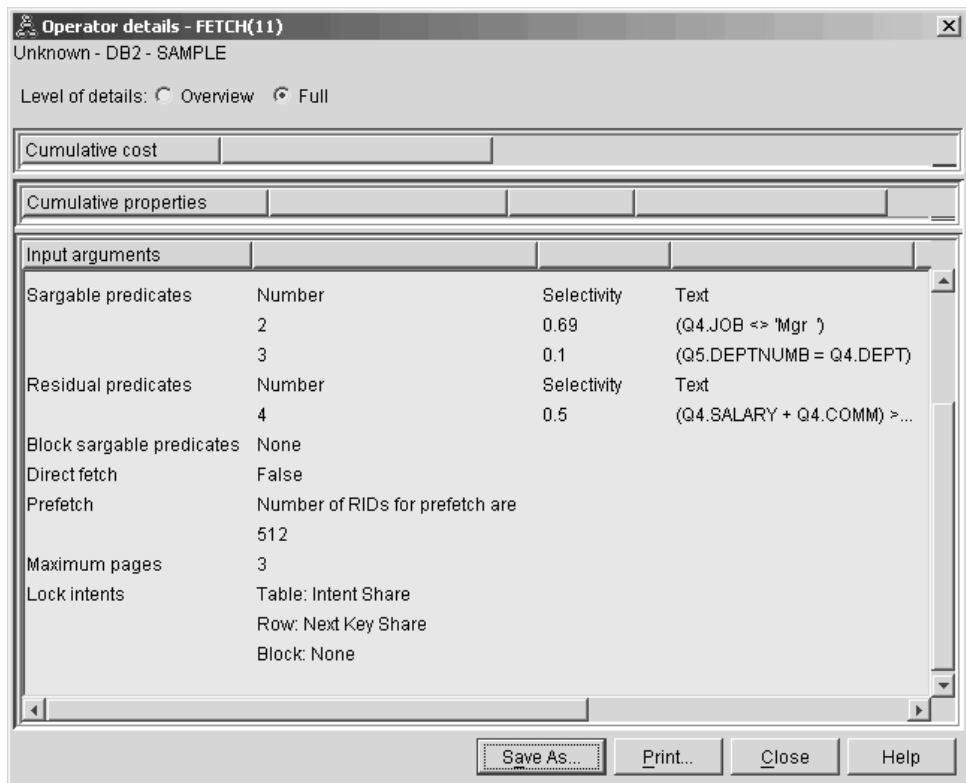 Operator details - FETCH(11)
Unknown - DB2 - SAMPLE
Level of details: Overview Full
Cumulative cost
Cumulative properties
Input arguments
Sargable predicates Number Selectivity Text
2 0.69 (Q4.JOB <> 'Mgr  ')
3 0.1 (Q5.DEPTNUMB = Q4.DEPT)
Residual predicates Number Selectivity Text
4 0.5 (Q4.SALARY + Q4.COMM) >...
Block sargable predicates None
Direct fetch False
Prefetch Number of RIDs for prefetch are
512
Maximum pages 3
Lock intents Table: Intent Share
Row: Next Key Share
Block: None
Save As... Print... Close Help